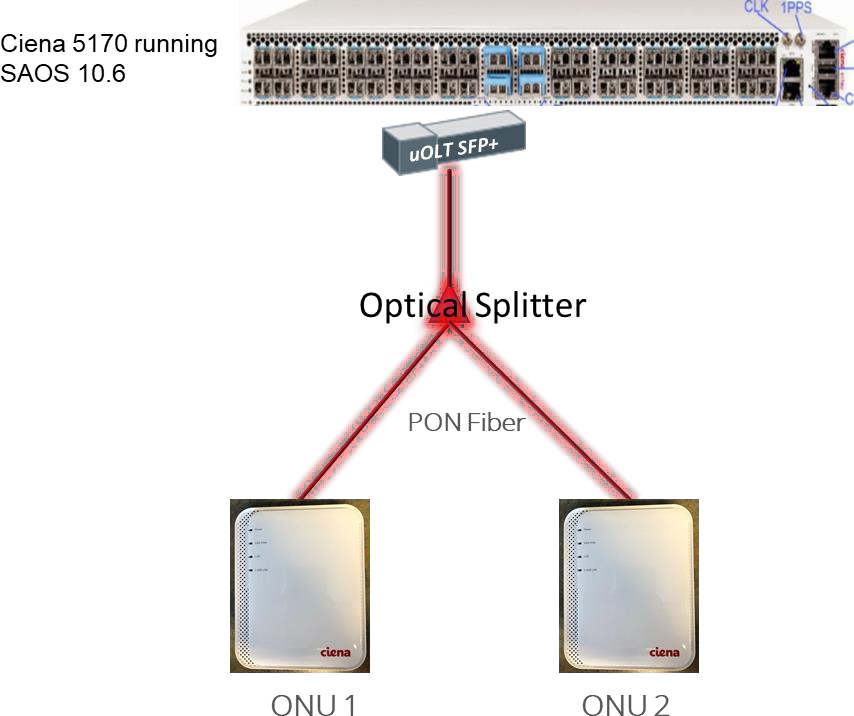 CLK 1PPS
Ciena 5170 running
SAOS 10.6
uOLT SFP+
Optical Splitter
PON Fiber
ciena
ciena
ONU 1
ONU 2